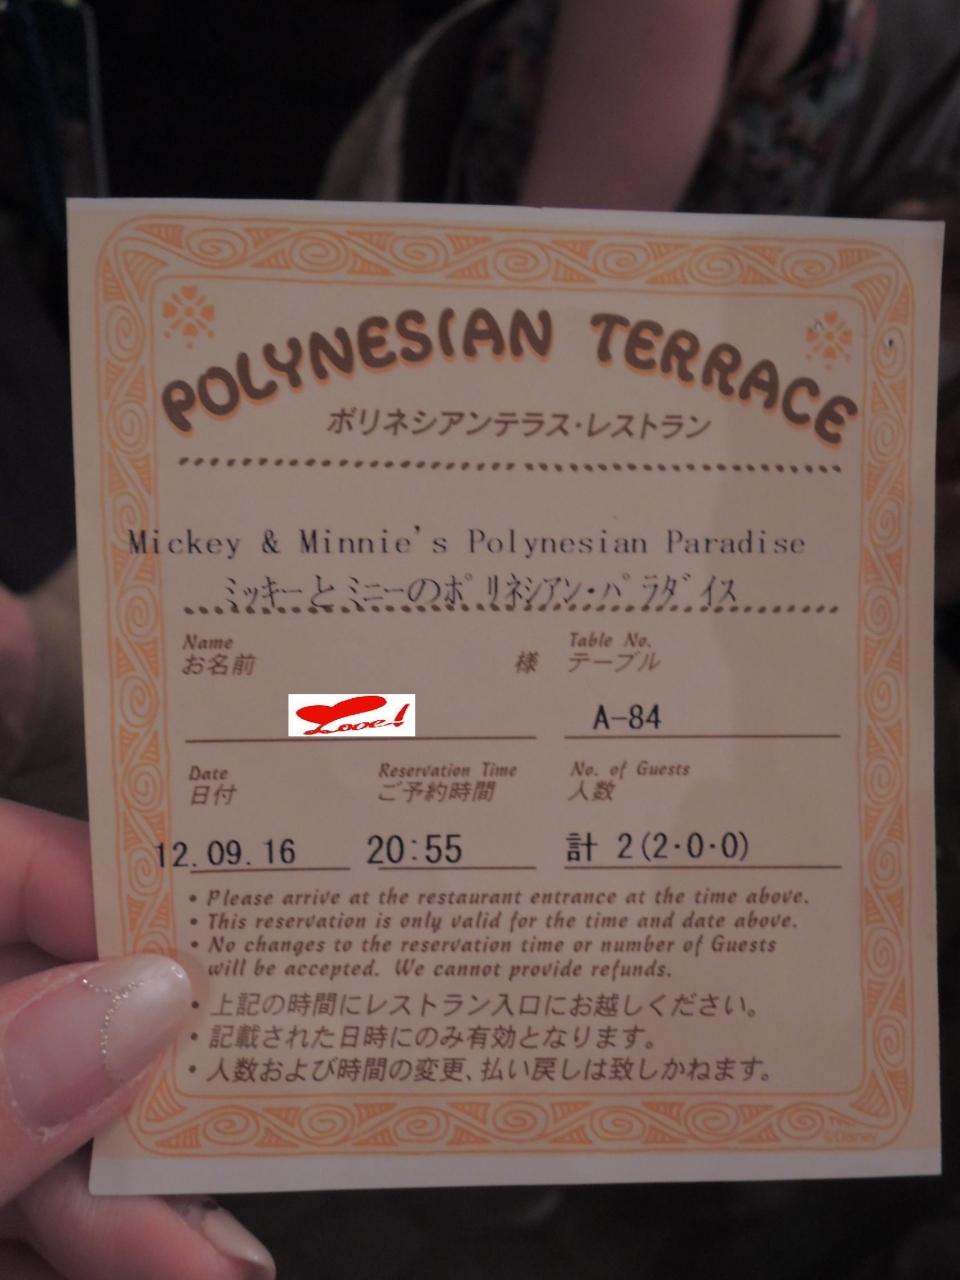 POLYNESIAN TERRACE
ポリネシアンテラス・レストラン
Mickey & Minnie's Polynesian Paradise
ミッキーとミニーのポリネシアン・パラダイス
Name
お名前 様
Love!
Table No.
テーブル
A-84
Date
日付
12.09.16
Reservation Time
ご予約時間
20:55
No. of Guests
人数
計 2(2・0・0)
• Please arrive at the restaurant entrance at the time above.
• This reservation is only valid for the time and date above.
• No changes to the reservation time or number of Guests
will be accepted. We cannot provide refunds.
• 上記の時間にレストラン入口にお越しください。
• 記載された日時にのみ有効となります。
• 人数および時間の変更、払い戻しは致しかねます。
©Disney